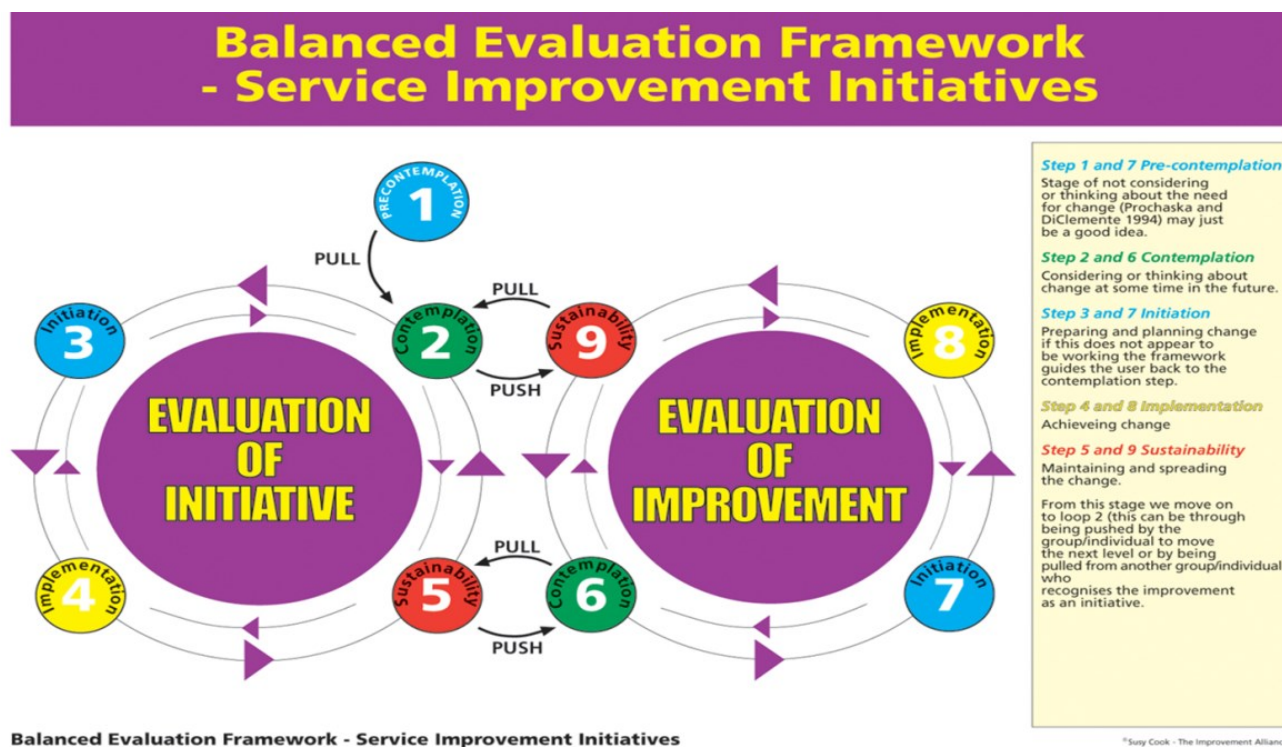 Balanced Evaluation Framework
- Service Improvement Initiatives
PRECONTEMPLATION
1
PULL
Initiation
3
Contemplation
2
PULL
PUSH
Sustainability
9
Implementation
8
EVALUATION
OF
INITIATIVE
EVALUATION
OF
IMPROVEMENT
Implementation
4
Sustainability
5
PULL
PUSH
Contemplation
6
Initiation
7
Step 1 and 7 Pre-contemplation
Stage of not considering
or thinking about the need
for change (Prochaska and
DiClemente 1994) may just
be a good idea.
Step 2 and 6 Contemplation
Considering or thinking about
change at some time in the future.
Step 3 and 7 Initiation
Preparing and planning change
if this does not appear to
be working the framework
guides the user back to the
contemplation step.
Step 4 and 8 Implementation
Achieveing change
Step 5 and 9 Sustainability
Maintaining and spreading
the change.
From this stage we move on
to loop 2 (this can be through
being pushed by the
group/individual to move
the next level or by being
pulled from another group/individual
who
recognises the improvement
as an initiative.
Balanced Evaluation Framework - Service Improvement Initiatives
©Susy Cook - The Improvement Allianc